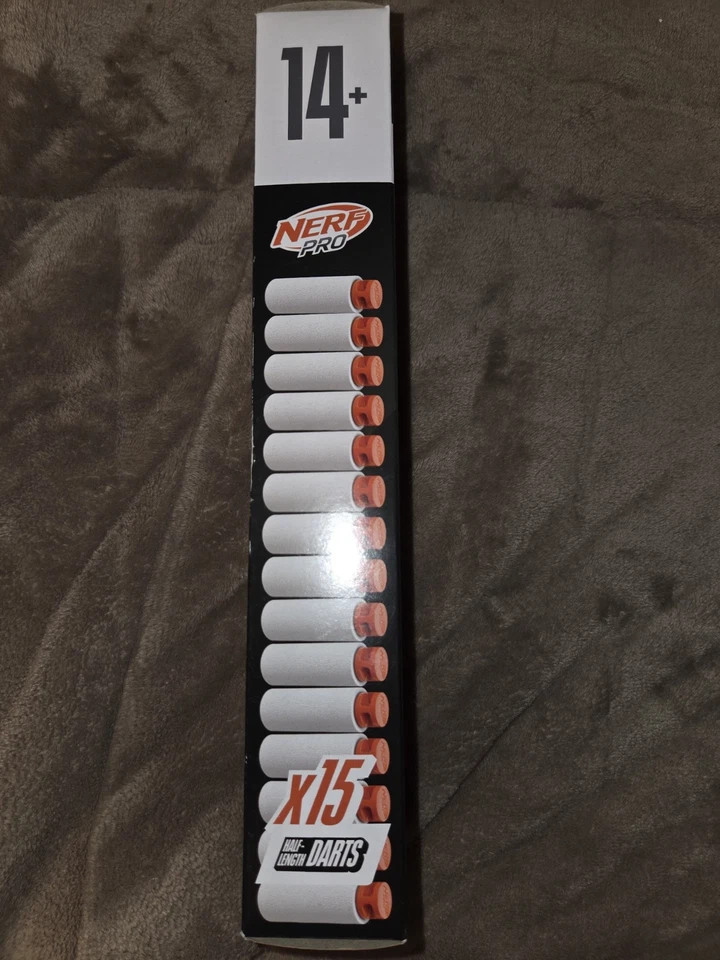 14+
NERF
PRO
x15
HALF-
LENGTH DARTS